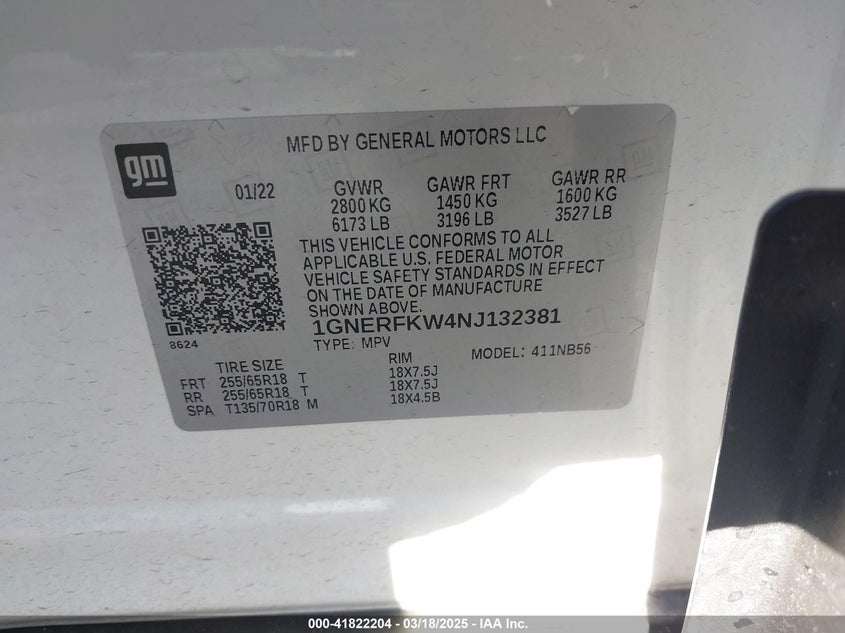 gm
MFD BY GENERAL MOTORS LLC
01/22
GVWR GAWR FRT GAWR RR
2800 KG 1450 KG 1600 KG
6173 LB 3196 LB 3527 LB
THIS VEHICLE CONFORMS TO ALL
APPLICABLE U.S. FEDERAL MOTOR
VEHICLE SAFETY STANDARDS IN EFFECT
ON THE DATE OF MANUFACTURE
SHOWN ABOVE.
1GNERFKW4NJ132381
8624
TYPE: MPV MODEL: 411NB56
TIRE SIZE RIM
FRT 255/65R18 T 18X7.5J
RR 255/65R18 T 18X7.5J
SPA T135/70R18 M 18X4.5B
000-41822204 - 03/18/2025 - IAA Inc.